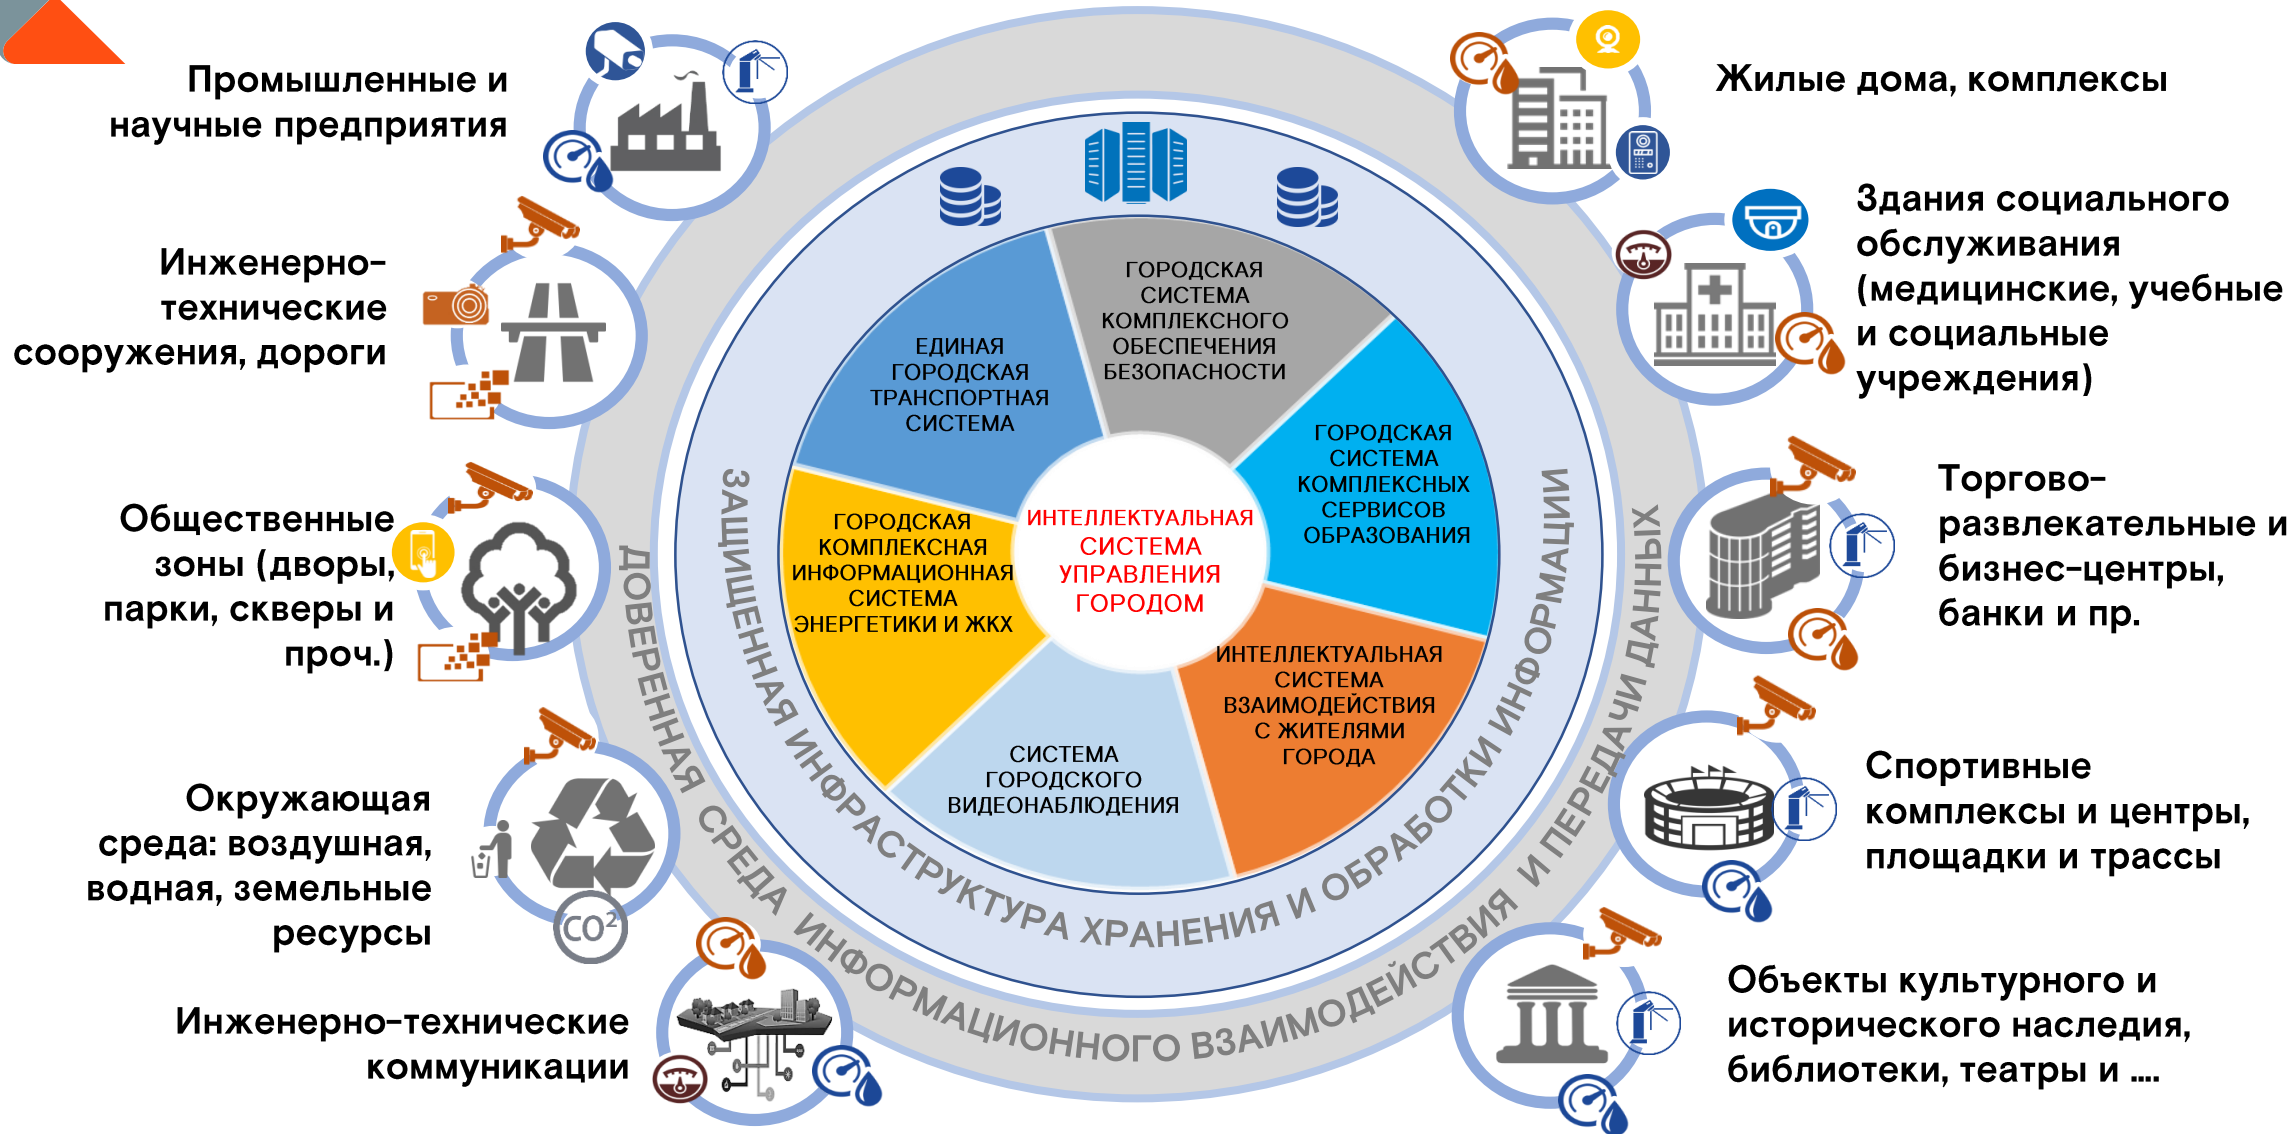 Промышленные и
научные предприятия
Инженерно-
технические
сооружения, дороги
Общественные
зоны (дворы,
парки, скверы и
проч.)
Окружающая
среда: воздушная,
водная, земельные
ресурсы
CO²
Инженерно-технические
коммуникации
ГОРОДСКАЯ
СИСТЕМА
КОМПЛЕКСНОГО
ОБЕСПЕЧЕНИЯ
БЕЗОПАСНОСТИ
ЕДИНАЯ
ГОРОДСКАЯ
ТРАНСПОРТНАЯ
СИСТЕМА
ГОРОДСКАЯ
СИСТЕМА
КОМПЛЕКСНЫХ
СЕРВИСОВ
ОБРАЗОВАНИЯ
ГОРОДСКАЯ
КОМПЛЕКСНАЯ
ИНФОРМАЦИОННАЯ
СИСТЕМА
ЭНЕРГЕТИКИ И ЖКХ
ИНТЕЛЛЕКТУАЛЬНАЯ
СИСТЕМА
УПРАВЛЕНИЯ
ГОРОДОМ
ИНТЕЛЛЕКТУАЛЬНАЯ
СИСТЕМА
ВЗАИМОДЕЙСТВИЯ
С ЖИТЕЛЯМИ
ГОРОДА
СИСТЕМА
ГОРОДСКОГО
ВИДЕОНАБЛЮДЕНИЯ
ЗАЩИЩЕННАЯ ИНФРАСТРУКТУРА ХРАНЕНИЯ И ОБРАБОТКИ ИНФОРМАЦИИ
ДОВЕРЕННАЯ СРЕДА ИНФОРМАЦИОННОГО ВЗАИМОДЕЙСТВИЯ И ПЕРЕДАЧИ ДАННЫХ
Жилые дома, комплексы
Здания социального
обслуживания
(медицинские, учебные
и социальные
учреждения)
Торгово-
развлекательные и
бизнес-центры,
банки и пр.
Спортивные
комплексы и центры,
площадки и трассы
Объекты культурного и
исторического наследия,
библиотеки, театры и ....